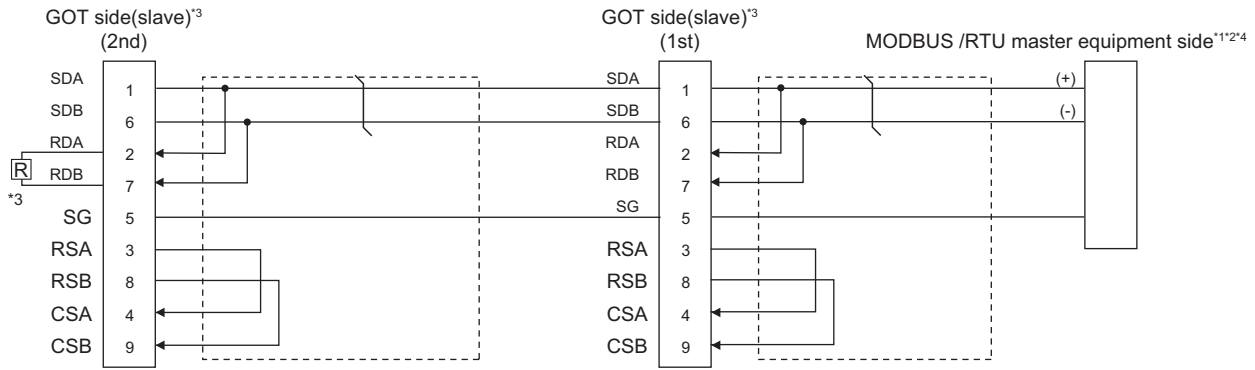 GOT side(slave)*3
(2nd)
GOT side(slave)*3
(1st)
MODBUS /RTU master equipment side*1*2*4
SDA 1 SDA 1 (+)
SDB 6 SDB 6 (-)
RDA 2 RDA 2
R RDB 7 RDB 7
*3
SG 5 SG 5
RSA 3 RSA 3
RSB 8 RSB 8
CSA 4 CSA 4
CSB 9 CSB 9